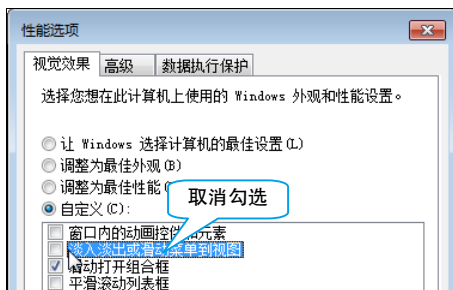 性能选项
视觉效果 高级 数据执行保护
选择您想在此计算机上使用的 Windows 外观和性能设置。
让 Windows 选择计算机的最佳设置(L)
调整为最佳外观(B)
调整为最佳性能(
取消勾选
自定义(C):
窗口内的动画控件和元素
淡入淡出或滑动菜单到视图
滑动打开组合框
平滑滚动列表框